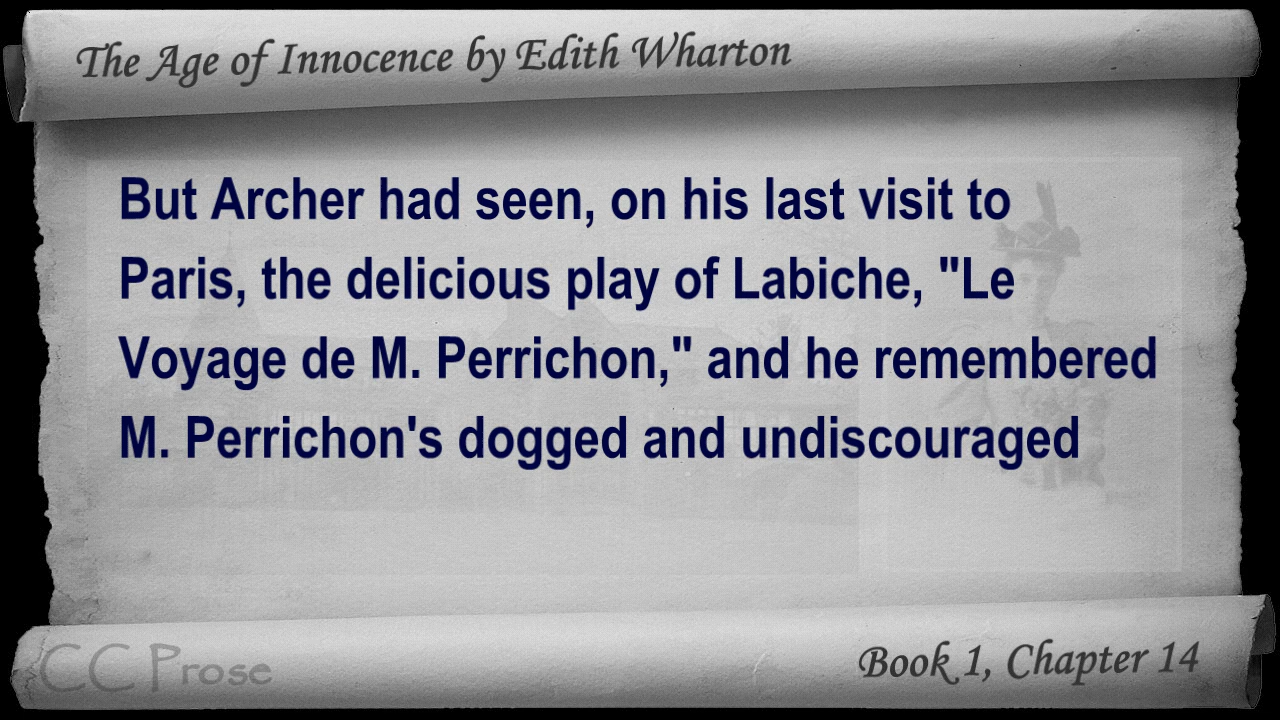 The Age of Innocence by Edith Wharton
But Archer had seen, on his last visit to
Paris, the delicious play of Labiche, "Le
Voyage de M. Perrichon," and he remembered
M. Perrichon's dogged and undiscouraged
CC Prose
Book 1, Chapter 14